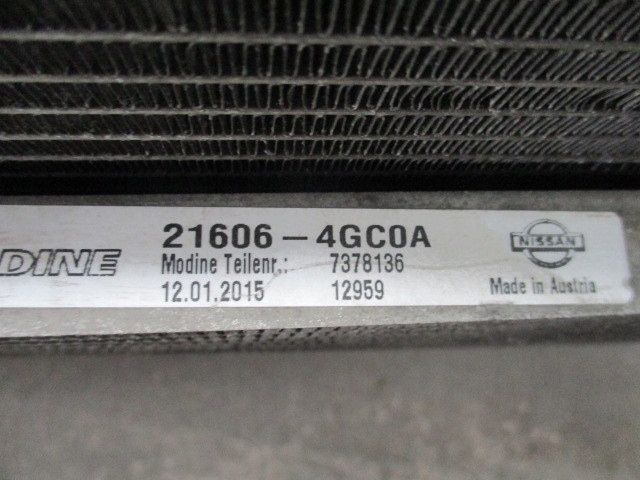 DINE
21606-4GC0A
Modine Teilenr.: 7378136
12.01.2015 12959
NISSAN
Made in Austria